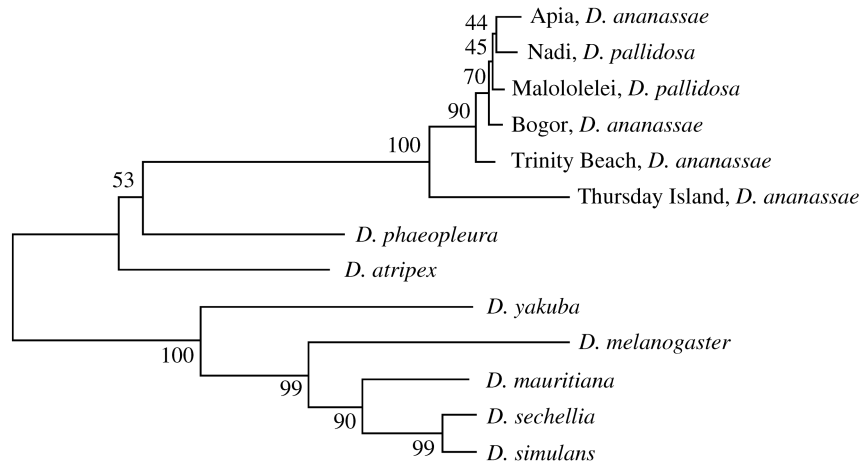 44
Apia, D. ananassae
45
Nadi, D. pallidosa
70
Malololelei, D. pallidosa
90
Bogor, D. ananassae
100
Trinity Beach, D. ananassae
53
Thursday Island, D. ananassae
D. phaeopleura
D. atripex
D. yakuba
100
D. melanogaster
99
D. mauritiana
90
D. sechellia
99
D. simulans